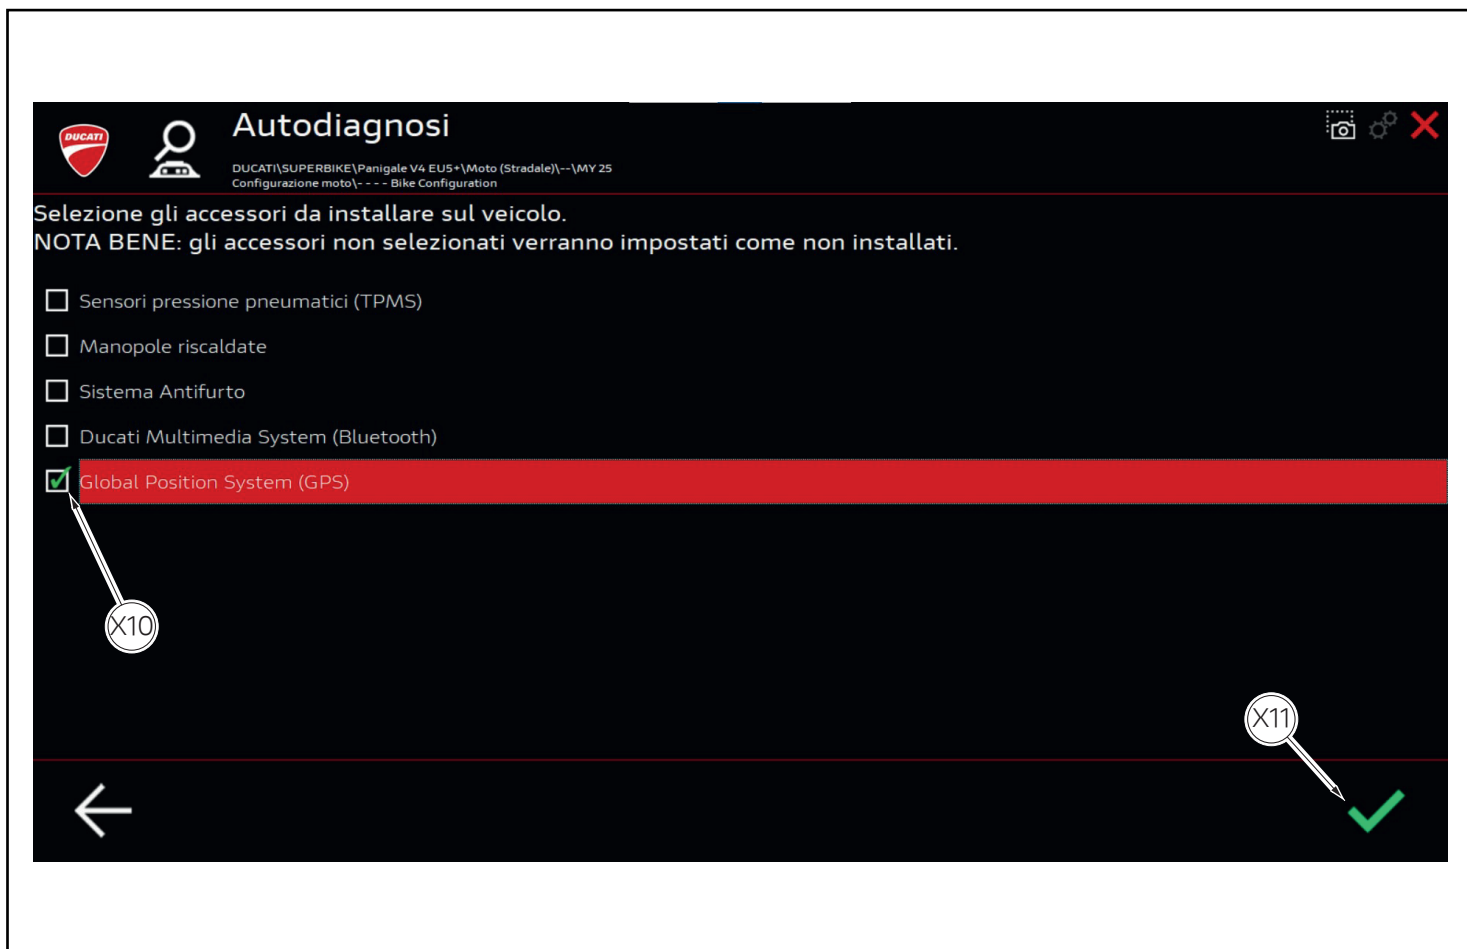 DUCATI
Autodiagnosi
DUCATI\SUPERBIKE\Panigale V4 EU5+\Moto (Stradale)\--\MY 25
Configurazione moto\- - - - Bike Configuration
Selezione gli accessori da installare sul veicolo.
NOTA BENE: gli accessori non selezionati verranno impostati come non installati.
Sensori pressione pneumatici (TPMS)
Manopole riscaldate
Sistema Antifurto
Ducati Multimedia System (Bluetooth)
Global Position System (GPS)
X10
X11